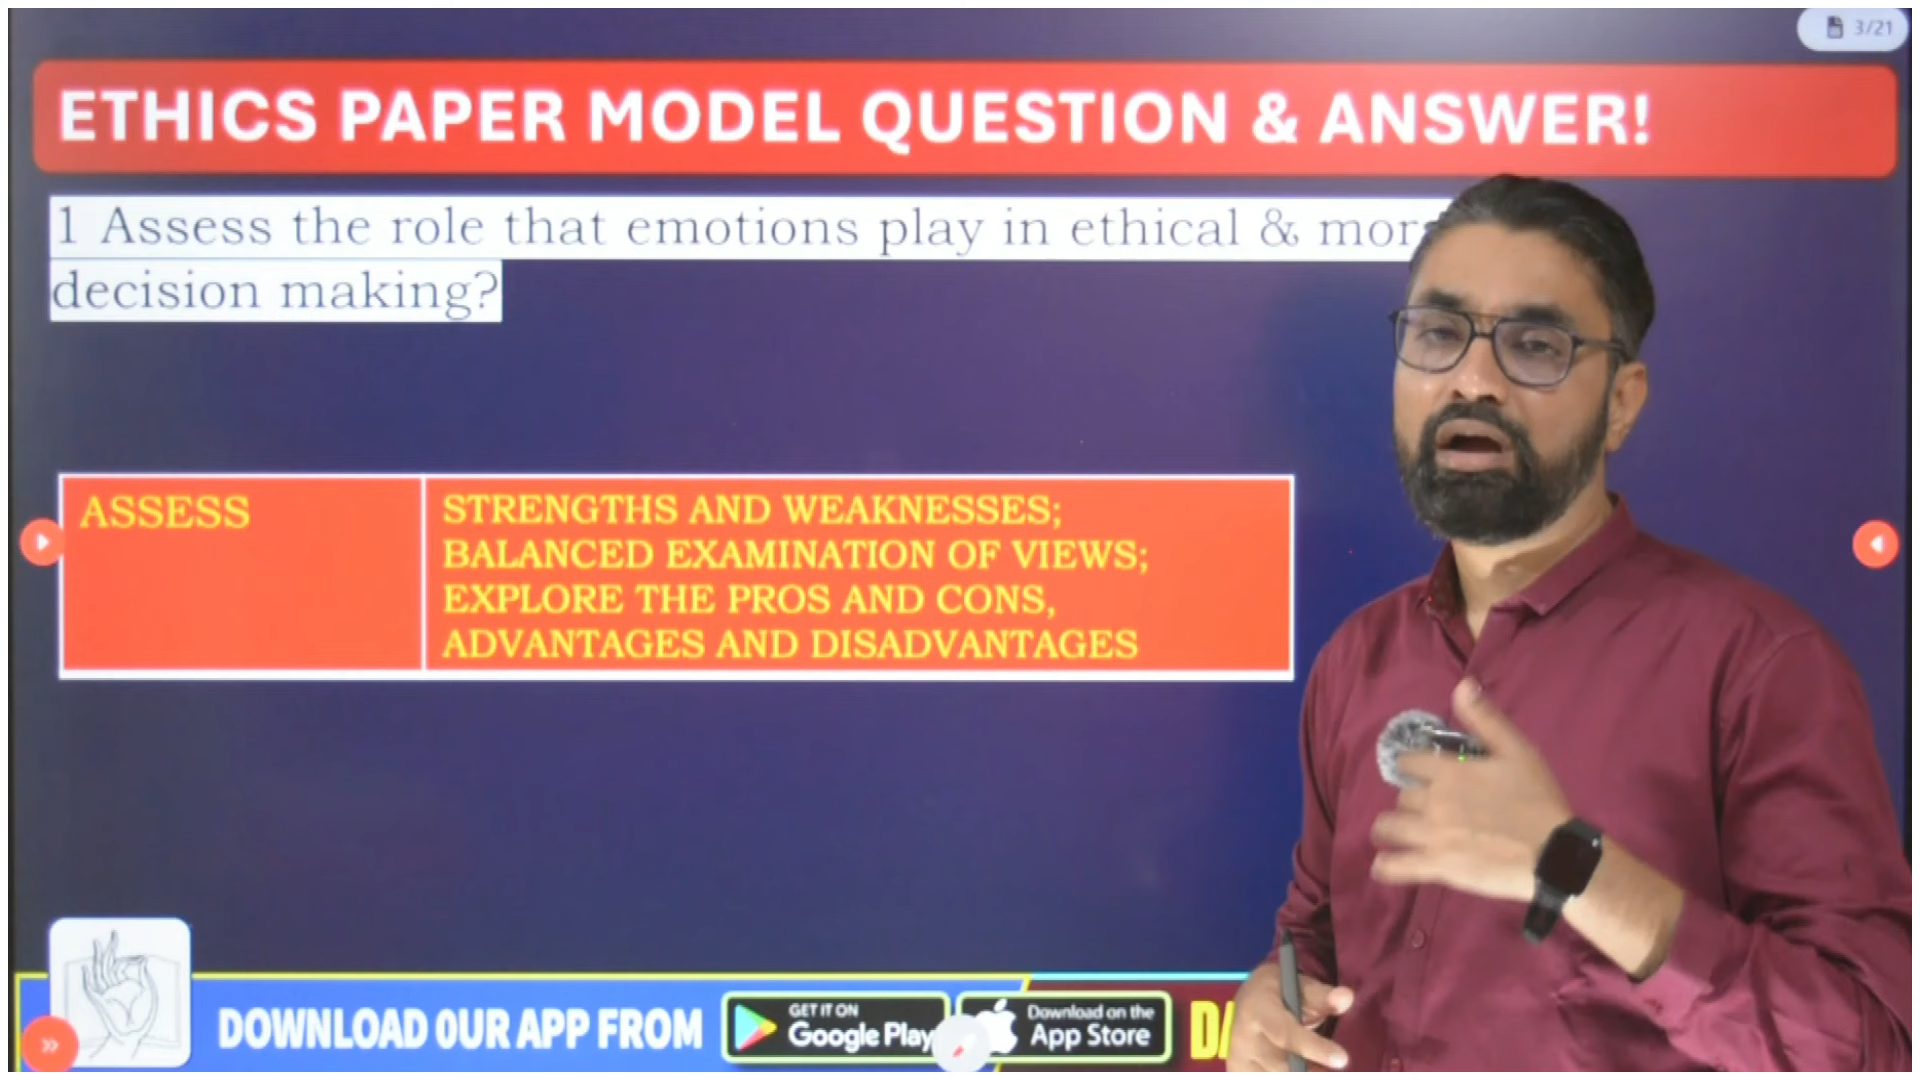 3/21
ETHICS PAPER MODEL QUESTION & ANSWER!
1 Assess the role that emotions play in ethical &
decision making?
ASSESS
STRENGTHS AND WEAKNESSES;
BALANCED EXAMINATION OF VIEWS;
EXPLORE THE PROS AND CONS,
ADVANTAGES AND DISADVANTAGES
DOWNLOAD 0UR APP FROM
GET IT ON
Google Play
Download on the
App Store